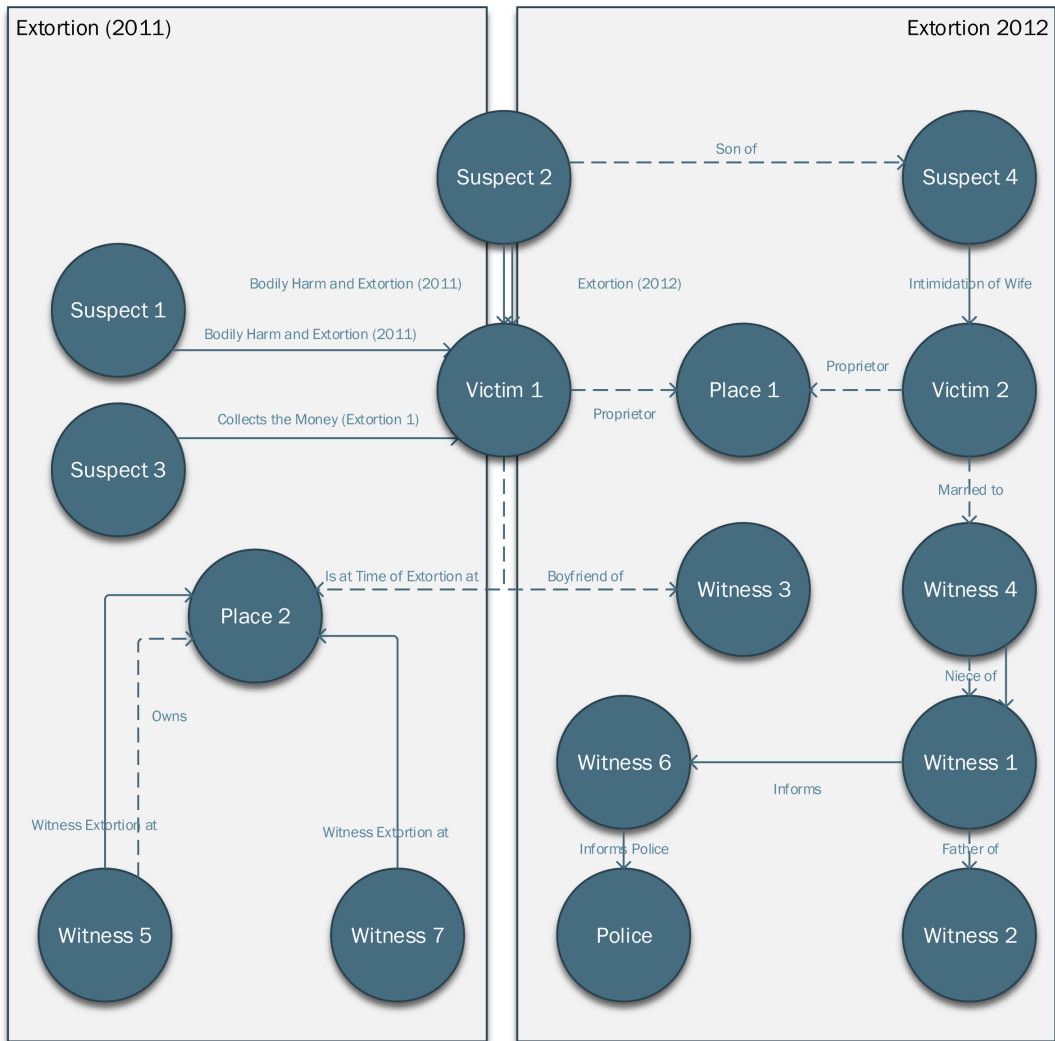 Extortion (2011)
Extortion 2012
Suspect 2
Son of
Suspect 4
Suspect 1
Bodily Harm and Extortion (2011)
Extortion (2012)
Intimidation of Wife
Bodily Harm and Extortion (2011)
Victim 1
Proprietor
Place 1
Proprietor
Victim 2
Collects the Money (Extortion 1)
Suspect 3
Married to
Is at Time of Extortion at
Boyfriend of
Witness 3
Witness 4
Place 2
Niece of
Owns
Witness 6
Informs
Witness 1
Witness Extortion at
Witness Extortion at
Informs Police
Father of
Witness 5
Witness 7
Police
Witness 2